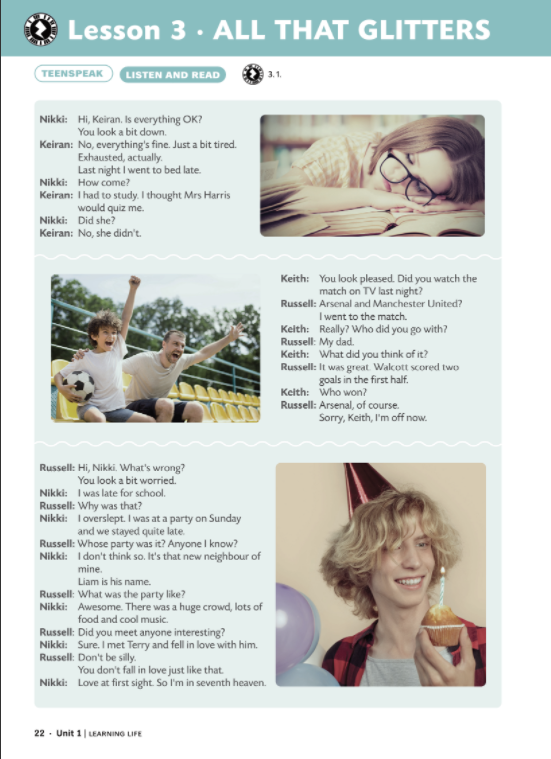 Lesson 3 · ALL THAT GLITTERS
TEENSPEAK LISTEN AND READ 3.1.
Nikki: Hi, Keiran. Is everything OK?
You look a bit down.
Keiran: No, everything's fine. Just a bit tired.
Exhausted, actually.
Last night I went to bed late.
Nikki: How come?
Keiran: I had to study. I thought Mrs Harris
would quiz me.
Nikki: Did she?
Keiran: No, she didn't.
Keith: You look pleased. Did you watch the
match on TV last night?
Russell: Arsenal and Manchester United?
I went to the match.
Keith: Really? Who did you go with?
Russell: My dad.
Keith: What did you think of it?
Russell: It was great. Walcott scored two
goals in the first half.
Keith: Who won?
Russell: Arsenal, of course.
Sorry, Keith, I'm off now.
Russell: Hi, Nikki. What's wrong?
You look a bit worried.
Nikki: I was late for school.
Russell: Why was that?
Nikki: I overslept. I was at a party on Sunday
and we stayed quite late.
Russell: Whose party was it? Anyone I know?
Nikki: I don't think so. It's that new neighbour of
mine.
Liam is his name.
Russell: What was the party like?
Nikki: Awesome. There was a huge crowd, lots of
food and cool music.
Russell: Did you meet anyone interesting?
Nikki: Sure. I met Terry and fell in love with him.
Russell: Don't be silly.
You don't fall in love just like that.
Nikki: Love at first sight. So I'm in seventh heaven.
22 · Unit 1 | LEARNING LIFE